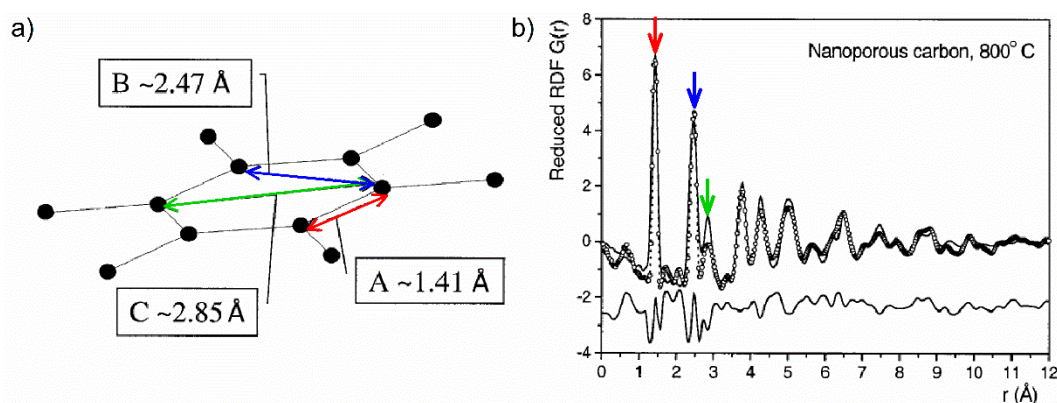 a)
B ~2.47 Å
C ~2.85 Å
A ~1.41 Å
b)
Reduced RDF G(r)
Nanoporous carbon, 800° C
8
6
4
2
0
-2
-4
0 1 2 3 4 5 6 7 8 9 10 11 12
r (Å)